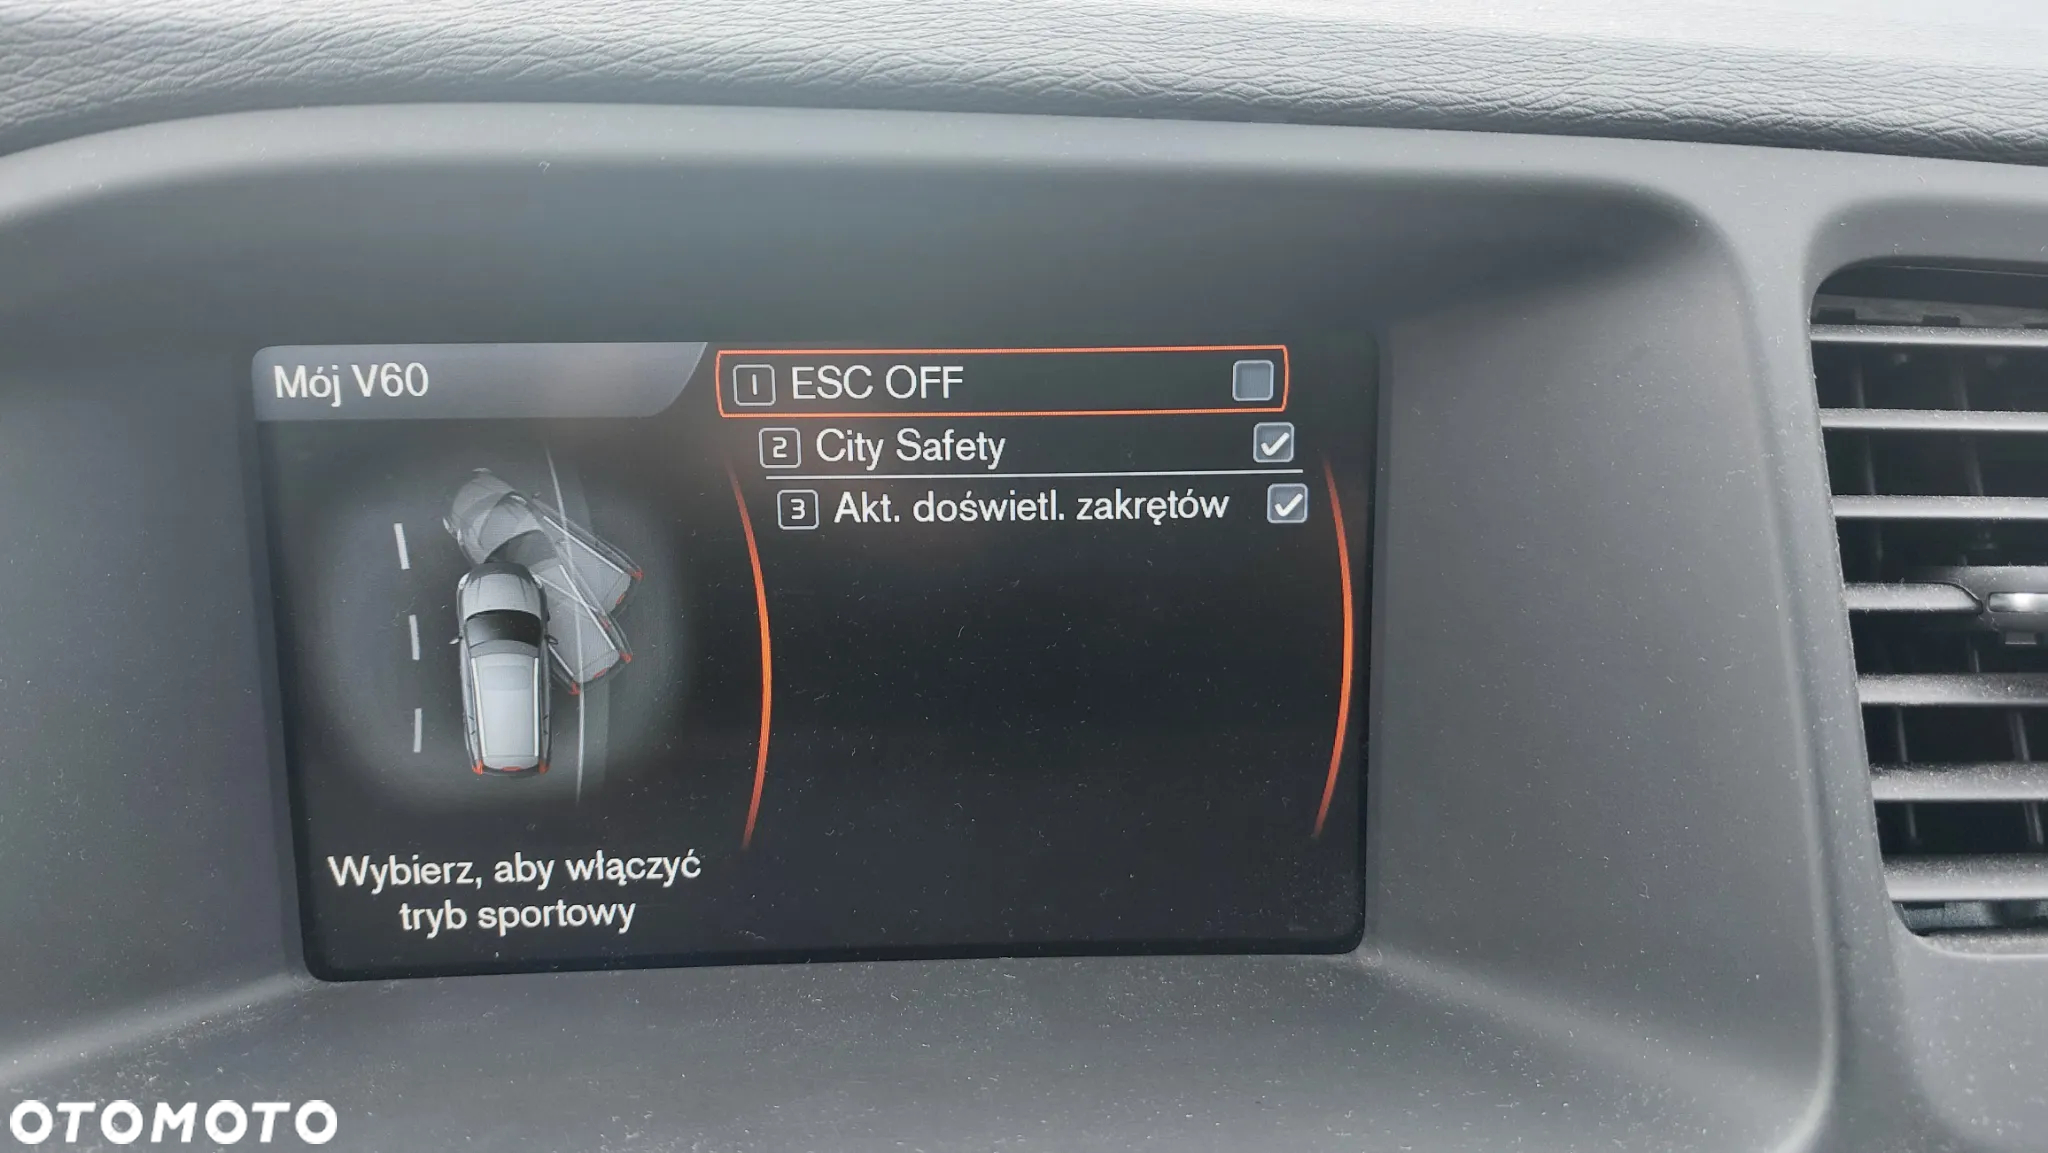 Mój V60
1 ESC OFF
2 City Safety
3 Akt. doświetl. zakrętów
Wybierz, aby włączyć
tryb sportowy
OTOMOTO